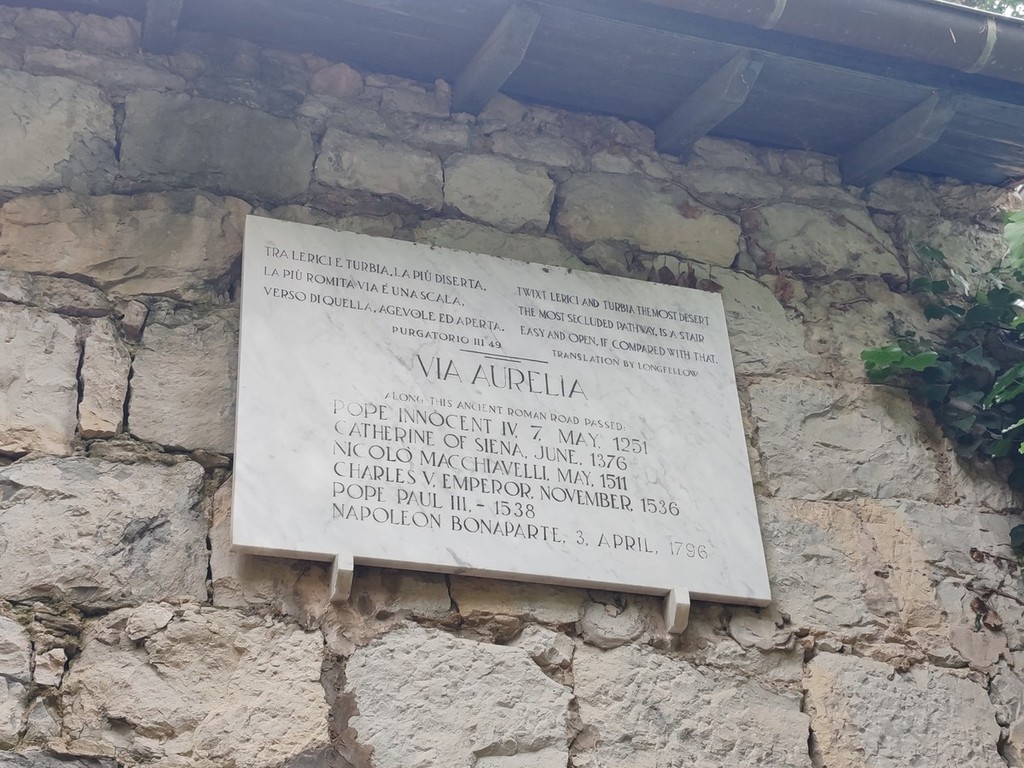 TRA LERICI E TURBIA, LA PIÙ DISERTA,
LA PIÙ ROMITA VIA É UNA SCALA,
VERSO DI QUELLA, AGEVOLE ED APERTA.
PURGATORIO III 49.
TWIXT LERICI AND TURBIA THE MOST DESERT
THE MOST SECLUDED PATHWAY, IS A STAIR
EASY AND OPEN, IF COMPARED WITH THAT.
TRANSLATION BY LONGFELLOW
VIA AURELIA
ALONG THIS ANCIENT ROMAN ROAD PASSED:
POPE INNOCENT IV, 7, MAY, 1251
CATHERINE OF SIENA, JUNE, 1376
NICOLÒ MACCHIAVELLI, MAY, 1511
CHARLES V. EMPEROR, NOVEMBER, 1536
POPE PAUL III. - 1538
NAPOLEON BONAPARTE, 3, APRIL, 1796